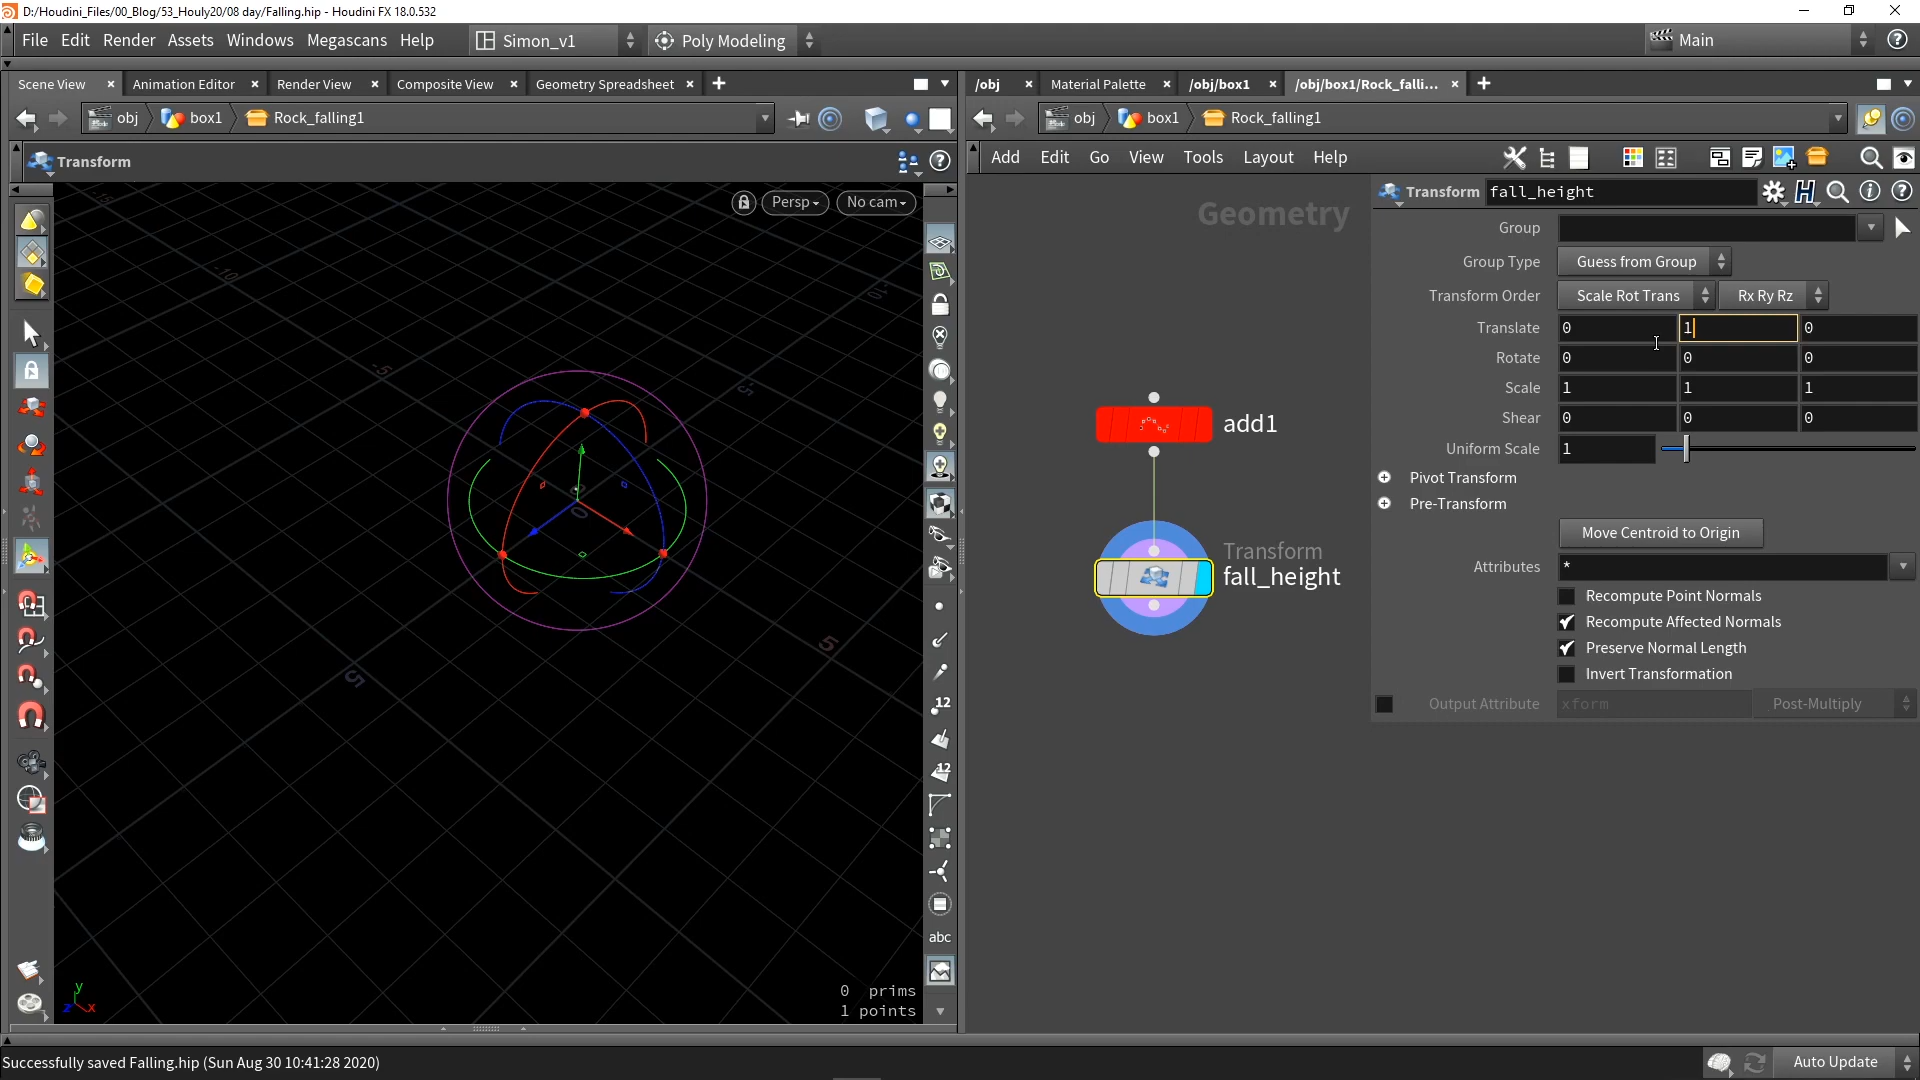 D:/Houdini_Files/00_Blog/53_Houly20/08 day/Falling.hip - Houdini FX 18.0.532
File Edit Render Assets Windows Megascans Help Simon_v1 Poly Modeling Main
Scene View Animation Editor Render View Composite View Geometry Spreadsheet
/obj Material Palette /obj/box1 /obj/box1/Rock_falli...
obj box1 Rock_falling1
obj box1 Rock_falling1
Transform
Add Edit Go View Tools Layout Help
Persp No cam
Geometry
Transform fall_height
Group
Group Type Guess from Group
Transform Order Scale Rot Trans Rx Ry Rz
Translate 0 1 0
Rotate 0 0 0
Scale 1 1 1
Shear 0 0 0
Uniform Scale 1
Pivot Transform
Pre-Transform
Move Centroid to Origin
Attributes *
Recompute Point Normals
Recompute Affected Normals
Preserve Normal Length
Invert Transformation
Output Attribute xform Post-Multiply
add1
Transform
fall_height
-10
-5
0
5
5
12
12
abc
y
z x
0 prims
1 points
Successfully saved Falling.hip (Sun Aug 30 10:41:28 2020)
Auto Update